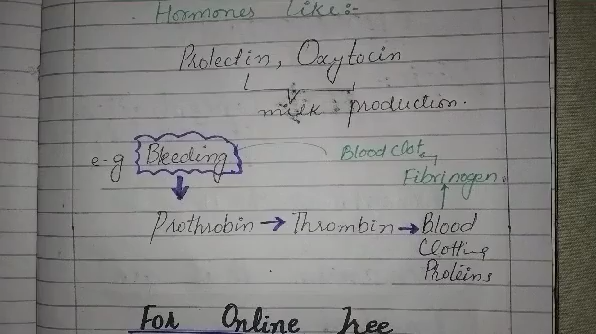 Hormones like:-
Prolectin, Oxytocin
milk production.
e-g Bleeding
Blood clot
Fibrinogen.
Prothrobin → Thrombin → Blood
Clotting
Proteins
For Online free